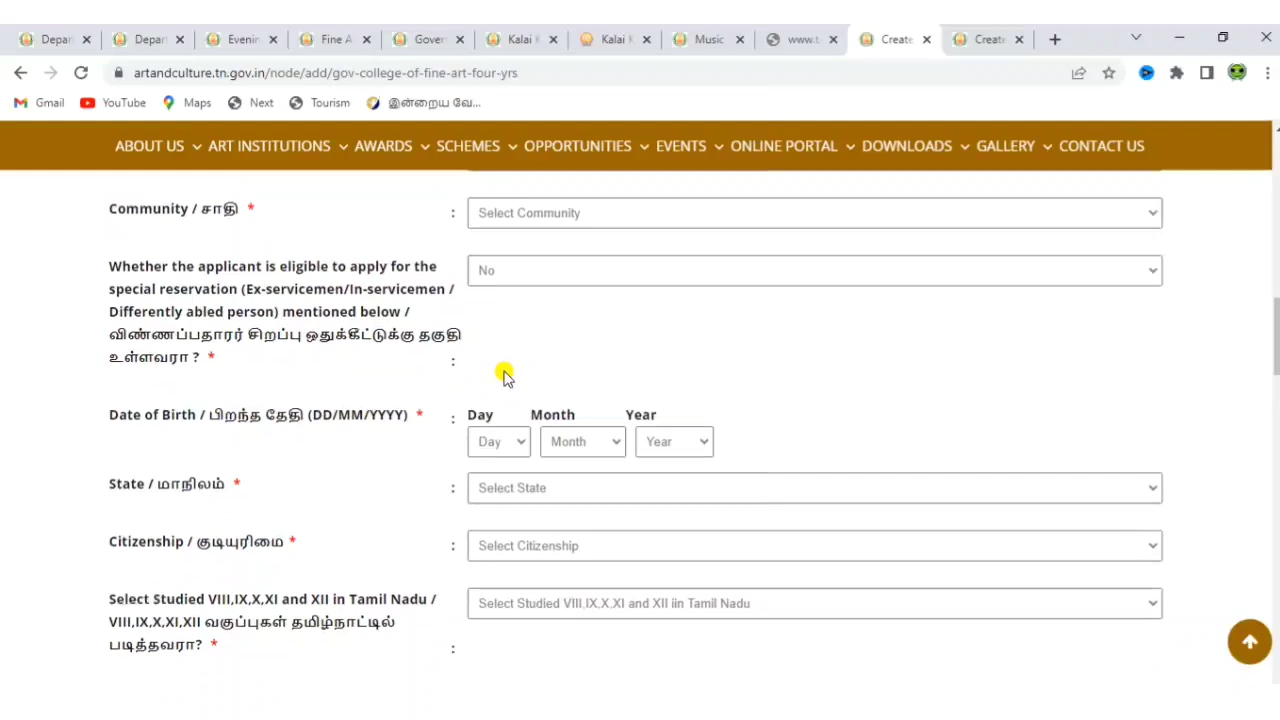 Depar
Depar
Evenin
Fine A
Gover
Kalai K
Kalai K
Music
www.t
Create
Create
artandculture.tn.gov.in/node/add/gov-college-of-fine-art-four-yrs
Gmail
YouTube
Maps
Next
Tourism
இன்றைய வே...
ABOUT US
ART INSTITUTIONS
AWARDS
SCHEMES
OPPORTUNITIES
EVENTS
ONLINE PORTAL
DOWNLOADS
GALLERY
CONTACT US
Community / சாதி *
:
Select Community
Whether the applicant is eligible to apply for the
special reservation (Ex-servicemen/In-servicemen /
Differently abled person) mentioned below /
விண்ணப்பதாரர் சிறப்பு ஒதுக்கீட்டுக்கு தகுதி
உள்ளவரா ? *
:
No
Date of Birth / பிறந்த தேதி (DD/MM/YYYY) *
:
Day Month Year
Day Month Year
State / மாநிலம் *
:
Select State
Citizenship / குடியுரிமை *
:
Select Citizenship
Select Studied VIII,IX,X,XI and XII in Tamil Nadu /
VIII,IX,X,XI,XII வகுப்புகள் தமிழ்நாட்டில்
படித்தவரா? *
:
Select Studied VIII,IX,X,XI and XII iin Tamil Nadu